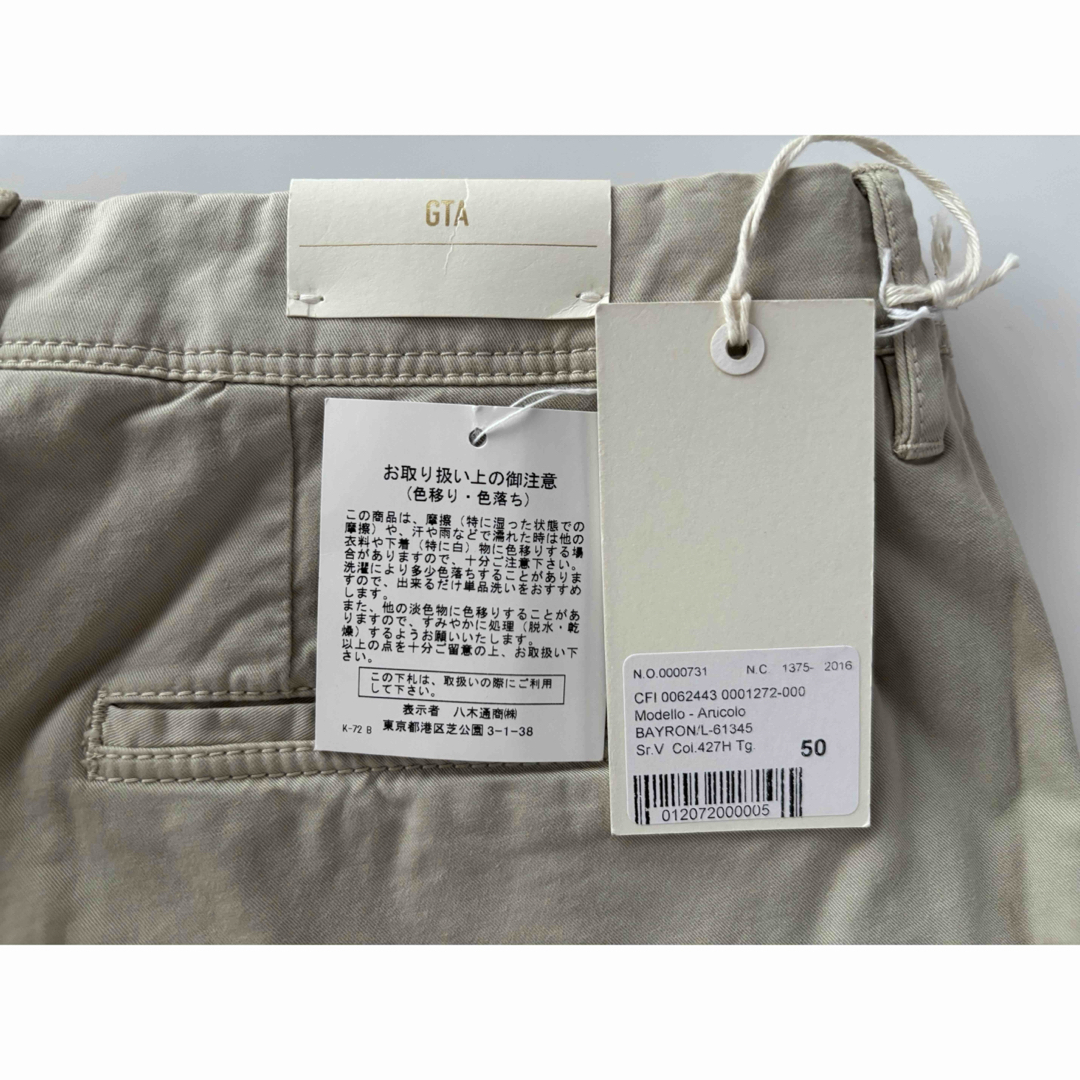 GTA
お取り扱い上の御注意
(色移り・色落ち)
この商品は、摩擦(特に湿った状態での
摩擦)や、汗や雨などで濡れた時は他の
衣料や下着(特に白)物に色移りする場
合がありますので、十分ご注意下さい。
洗濯により多少色落ちすることがありま
すので、出来るだけ単品洗いをおすすめ
します。
また、他の淡色物に色移りすることがあ
りますので、すみやかに処理(脱水・乾
燥)するようお願いいたします。
以上の点を十分ご留意の上、お取扱い下
さい。
この下札は、取扱いの際にご利用
して下さい。
表示者 八木通商㈱
K-72 B 東京都港区芝公園3-1-38
N.O.0000731 N.C. 1375- 2016
CFI 0062443 0001272-000
Modello - Articolo
BAYRON/L-61345
Sr.V Col.427H Tg. 50
012072000005